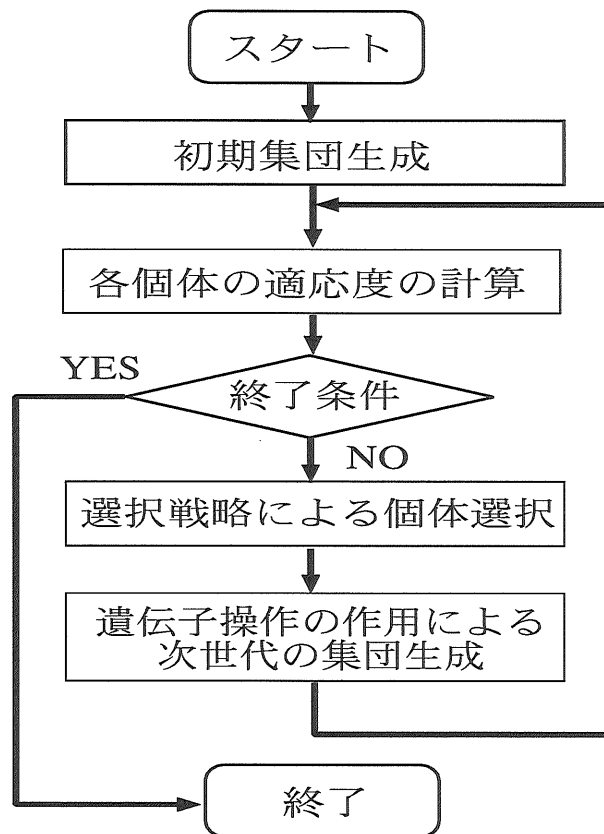 スタート
初期集団生成
各個体の適応度の計算
YES
終了条件
NO
選択戦略による個体選択
遺伝子操作の作用による
次世代の集団生成
終了